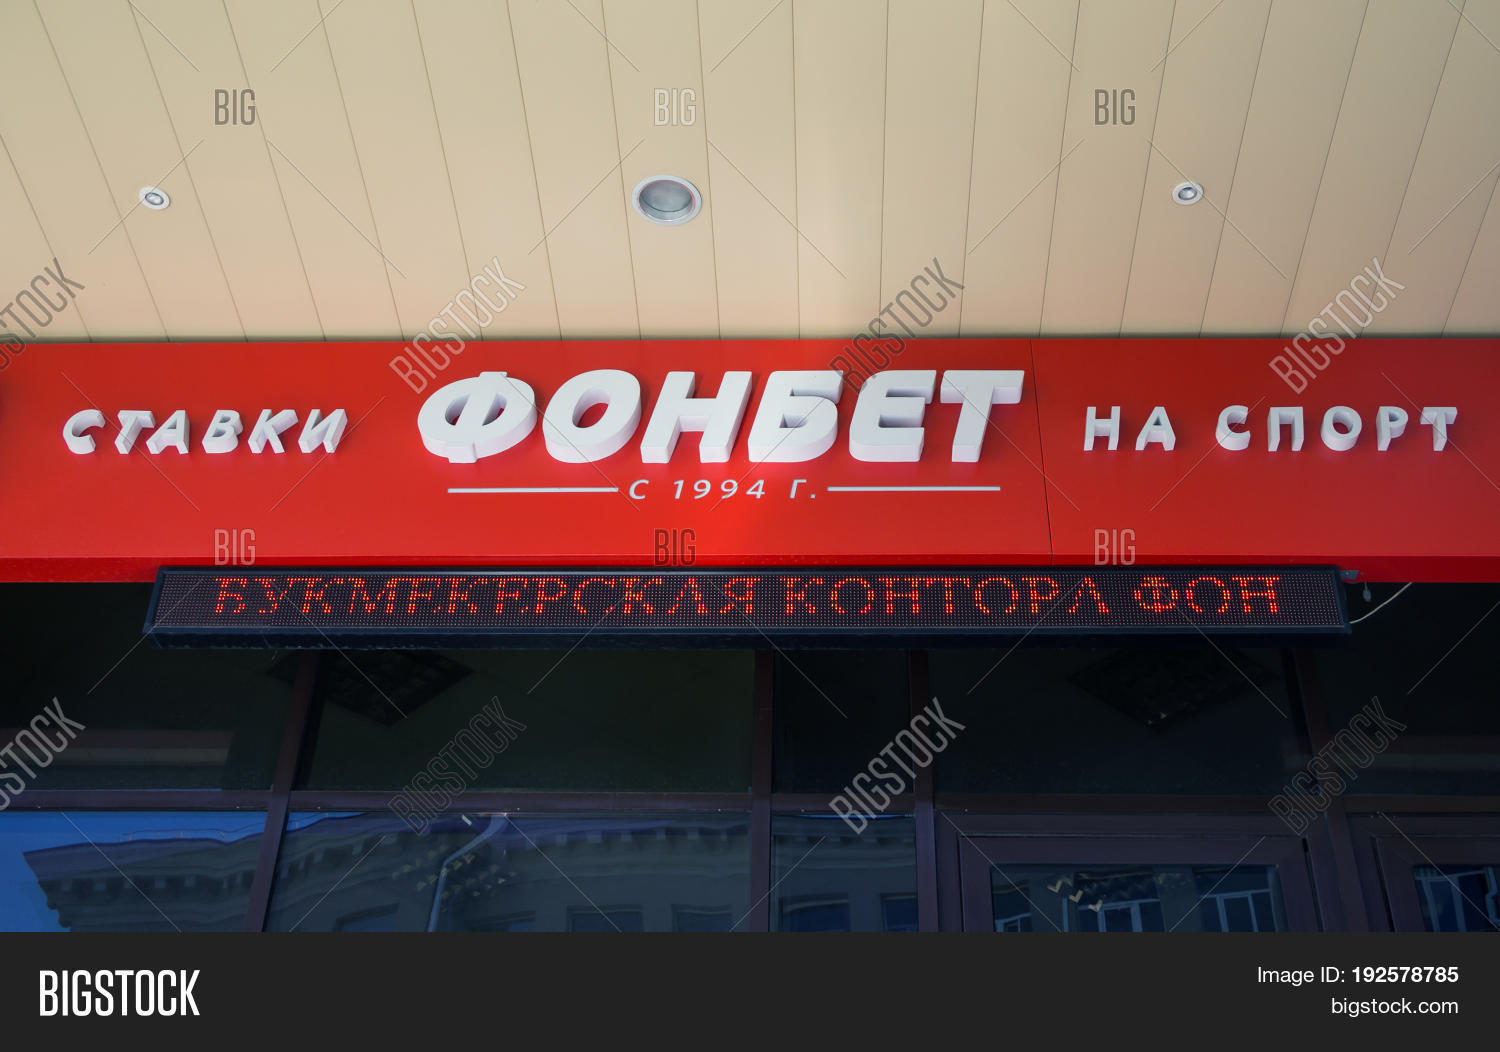 СТАВКИ ФОНБЕТ НА СПОРТ
С 1994 Г.
БУКМЕКЕРСКАЯ КОНТОРА ФОН
BIGSTOCK
Image ID: 192578785
bigstock.com